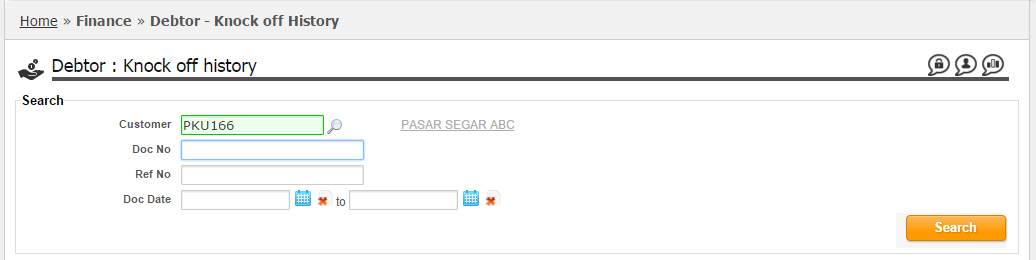 Home » Finance » Debtor - Knock off History
Debtor : Knock off history
Search
Customer PKU166 PASAR SEGAR ABC
Doc No
Ref No
Doc Date to
Search